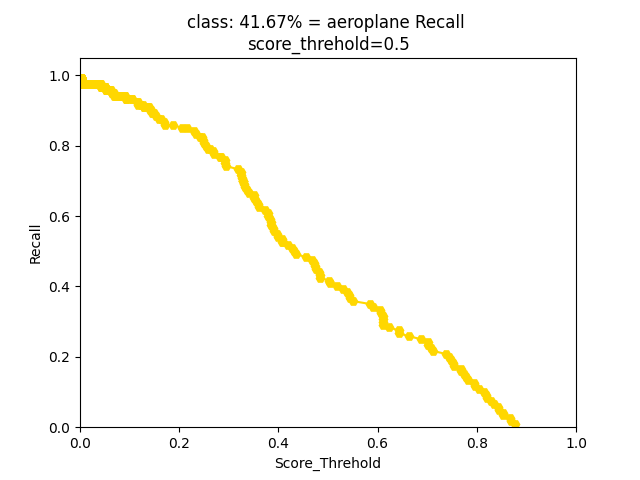 class: 41.67% = aeroplane Recall
score_threhold=0.5
Recall
1.0
0.8
0.6
0.4
0.2
0.0
0.0 0.2 0.4 0.6 0.8 1.0
Score_Threhold